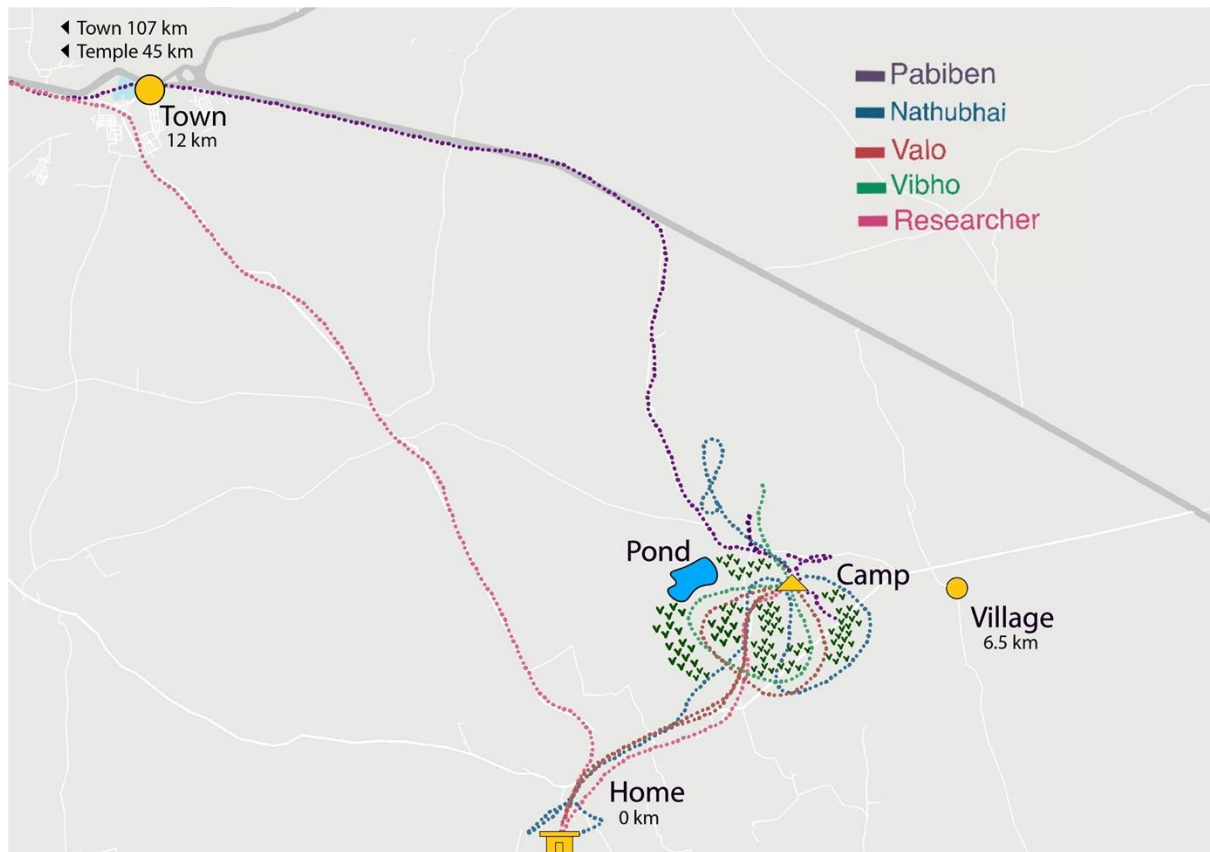 ◄ Town 107 km
◄ Temple 45 km
Town
12 km
Pabiben
Nathubhai
Valo
Vibho
Researcher
Pond
Camp
Village
6.5 km
Home
0 km